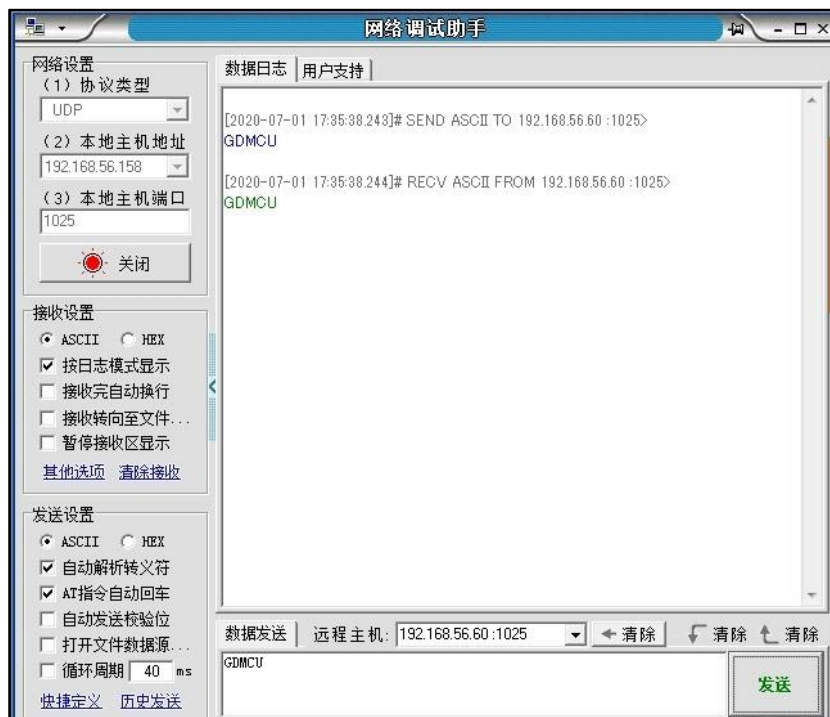 网络调试助手
网络设置
（1）协议类型
UDP
（2）本地主机地址
192.168.56.158
（3）本地主机端口
1025
关闭
接收设置
ASCII HEX
按日志模式显示
接收完自动换行
接收转向至文件...
暂停接收区显示
其他选项 清除接收
发送设置
ASCII HEX
自动解析转义符
AT指令自动回车
自动发送校验位
打开文件数据源...
循环周期 40 ms
快捷定义 历史发送
数据日志 用户支持
[2020-07-01 17:35:38.243]# SEND ASCII TO 192.168.56.60 :1025>
GDMCU
[2020-07-01 17:35:38.244]# RECV ASCII FROM 192.168.56.60 :1025>
GDMCU
数据发送 远程主机: 192.168.56.60 :1025 清除 清除 清除
GDMCU
发送